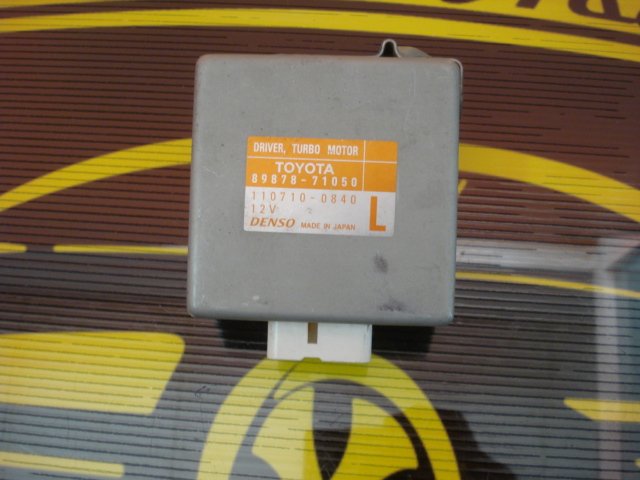 DRIVER, TURBO MOTOR
TOYOTA
89878-71050
110710-0840
12V
L
DENSO MADE IN JAPAN